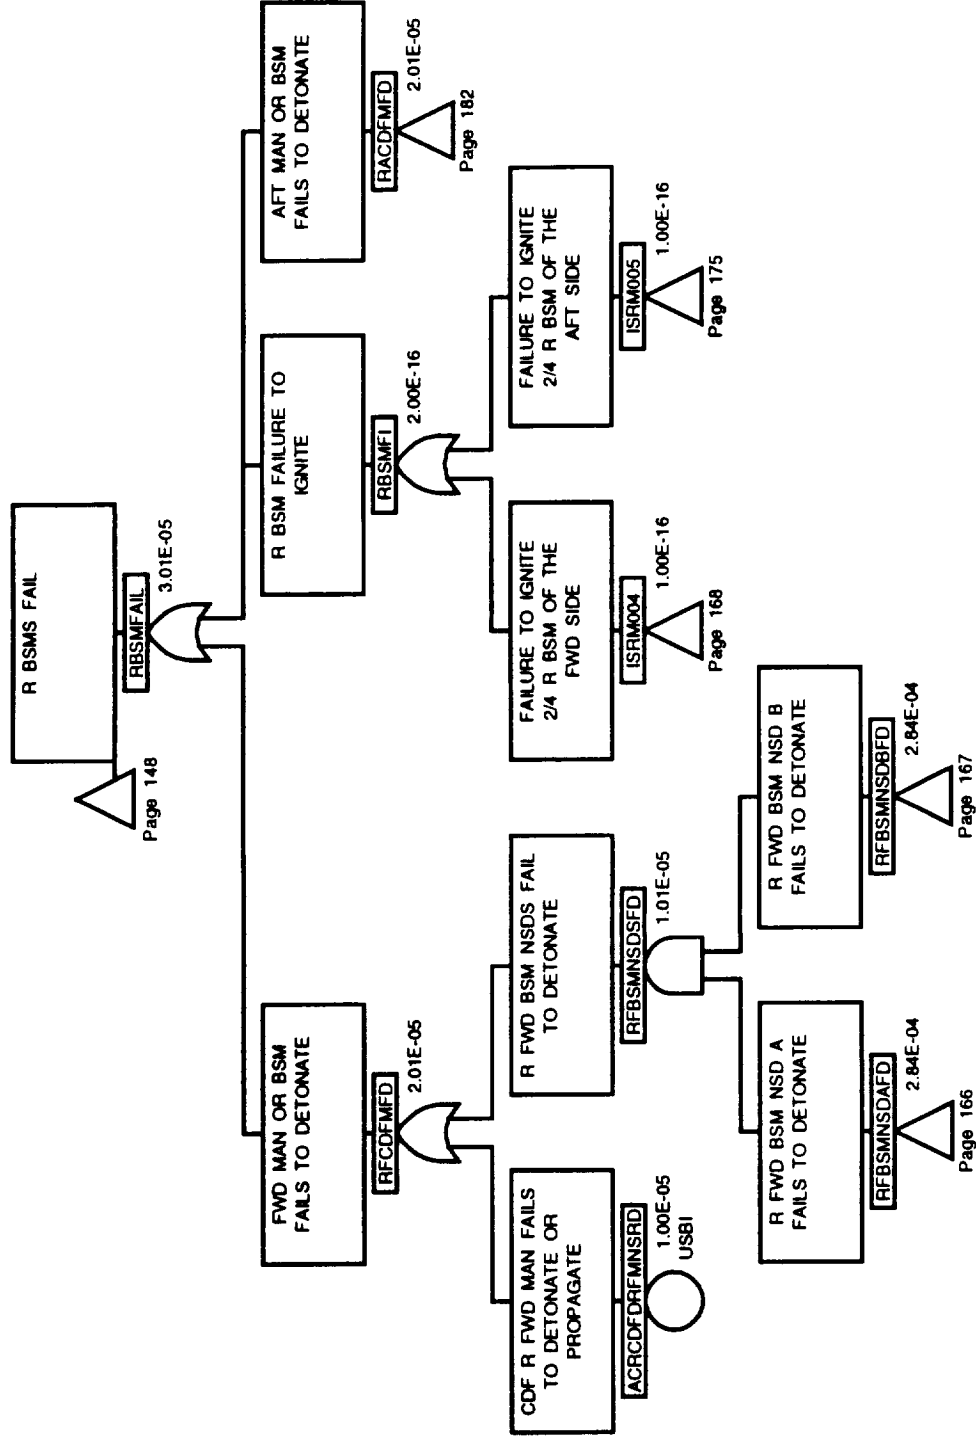 R BSMS FAIL
RBSMFAIL
3.01E-05
Page 148
FWD MAN OR BSM
FAILS TO DETONATE
RFCDFMFD
2.01E-05
R BSM FAILURE TO
IGNITE
RBSMFI
2.00E-16
AFT MAN OR BSM
FAILS TO DETONATE
RACDFMFD
2.01E-05
Page 182
CDF R FWD MAN FAILS
TO DETONATE OR
PROPAGATE
ACRCDFDRFMNSRD
1.00E-05
USBI
R FWD BSM NSDS FAIL
TO DETONATE
RFBSMNSDSFD
1.01E-05
FAILURE TO IGNITE
2/4 R BSM OF THE
FWD SIDE
ISRM004
1.00E-16
Page 168
FAILURE TO IGNITE
2/4 R BSM OF THE
AFT SIDE
ISRM005
1.00E-16
Page 175
R FWD BSM NSD A
FAILS TO DETONATE
RFBSMNSDAFD
2.84E-04
Page 166
R FWD BSM NSD B
FAILS TO DETONATE
RFBSMNSDBFD
2.84E-04
Page 167